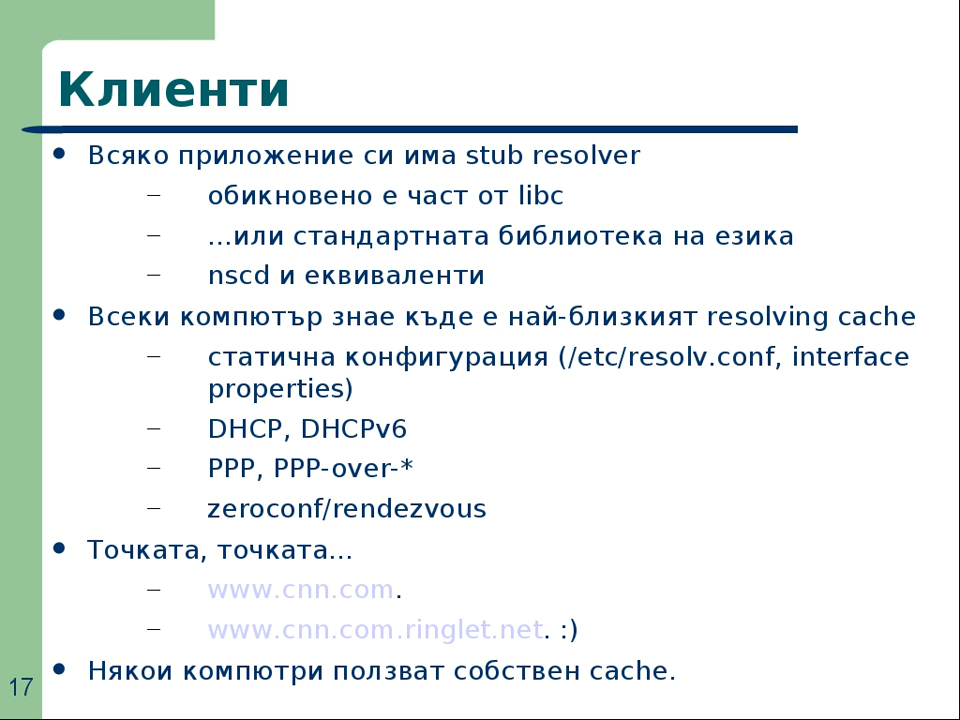 Клиенти
● Всяко приложение си има stub resolver
– обикновено е част от libc
– ...или стандартната библиотека на езика
– nscd и еквиваленти
● Всеки компютър знае къде е най-близкият resolving cache
– статична конфигурация (/etc/resolv.conf, interface
properties)
– DHCP, DHCPv6
– PPP, PPP-over-*
– zeroconf/rendezvous
● Точката, точката...
– www.cnn.com.
– www.cnn.com.ringlet.net. :)
● Някои компютри ползват собствен cache.
17